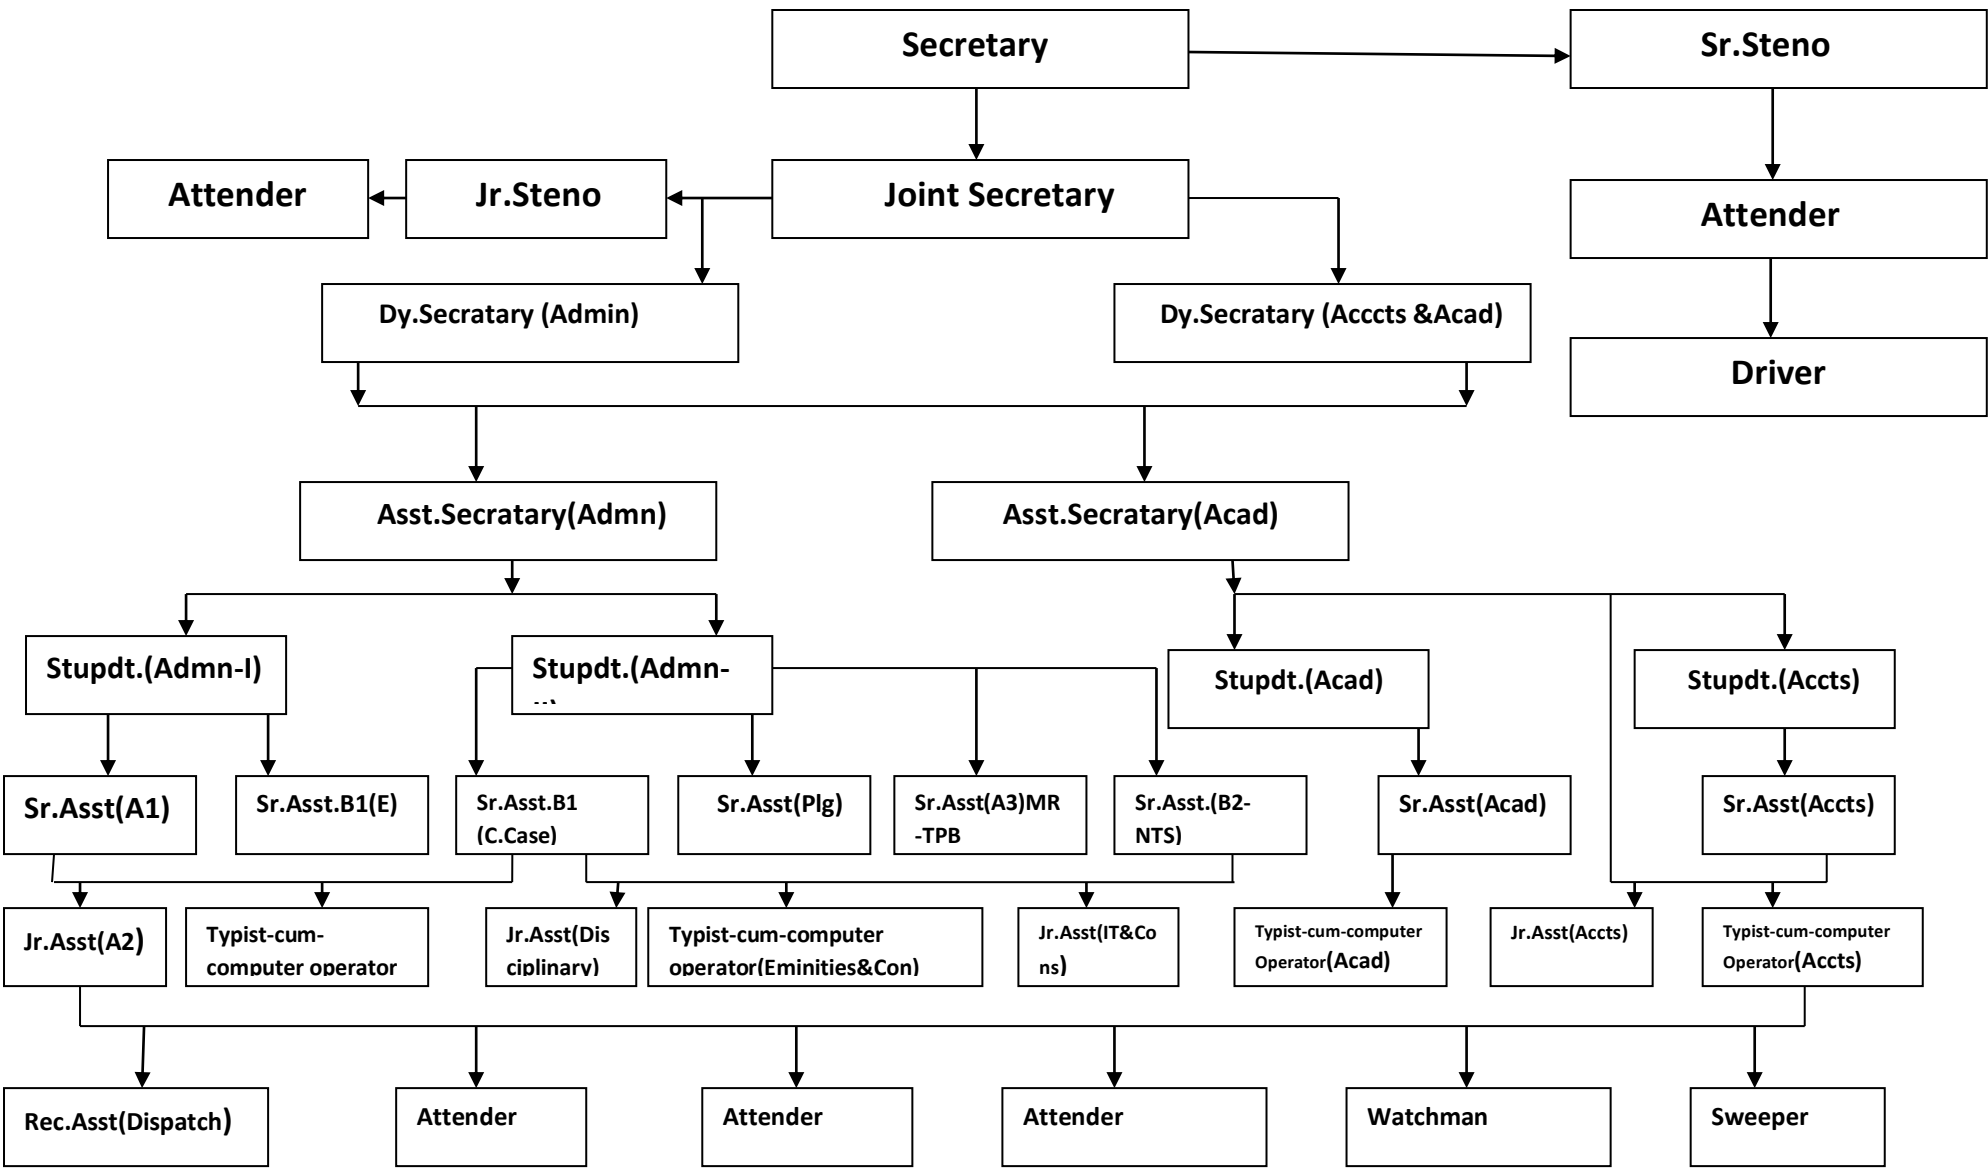 Secretary
Sr.Steno
Attender
Jr.Steno
Joint Secretary
Attender
Dy.Secratary (Admin)
Dy.Secratary (Acccts &Acad)
Driver
Asst.Secratary(Admn)
Asst.Secratary(Acad)
Stupdt.(Admn-I)
Stupdt.(Admn-
Stupdt.(Acad)
Stupdt.(Accts)
Sr.Asst(A1)
Sr.Asst.B1(E)
Sr.Asst.B1
(C.Case)
Sr.Asst(Plg)
Sr.Asst(A3)MR
-TPB
Sr.Asst.(B2-
NTS)
Sr.Asst(Acad)
Sr.Asst(Accts)
Jr.Asst(A2)
Typist-cum-
computer operator
Jr.Asst(Dis
ciplinary)
Typist-cum-computer
operator(Eminities&Con)
Jr.Asst(IT&Co
ns)
Typist-cum-computer
Operator(Acad)
Jr.Asst(Accts)
Typist-cum-computer
Operator(Accts)
Rec.Asst(Dispatch)
Attender
Attender
Attender
Watchman
Sweeper